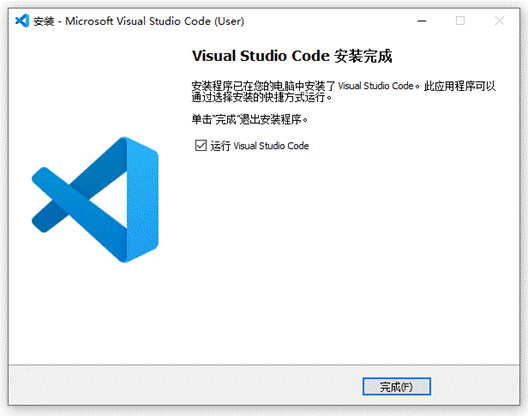 安装 - Microsoft Visual Studio Code (User)
Visual Studio Code 安装完成
安装程序已在您的电脑中安装了 Visual Studio Code。此应用程序可以
通过选择安装的快捷方式运行。
单击“完成”退出安装程序。
运行 Visual Studio Code
完成(F)